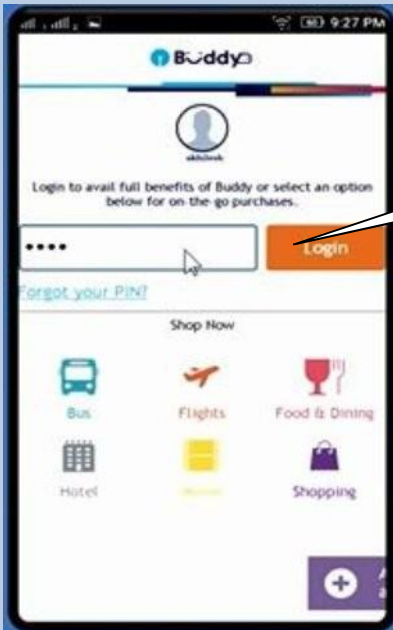 9:27 PM
Buddy
Login to avail full benefits of Buddy or select an option
below for on-the-go purchases.
Login
Forgot your PIN?
Shop Now
Bus
Flights
Food & Dining
Hotel
Shopping